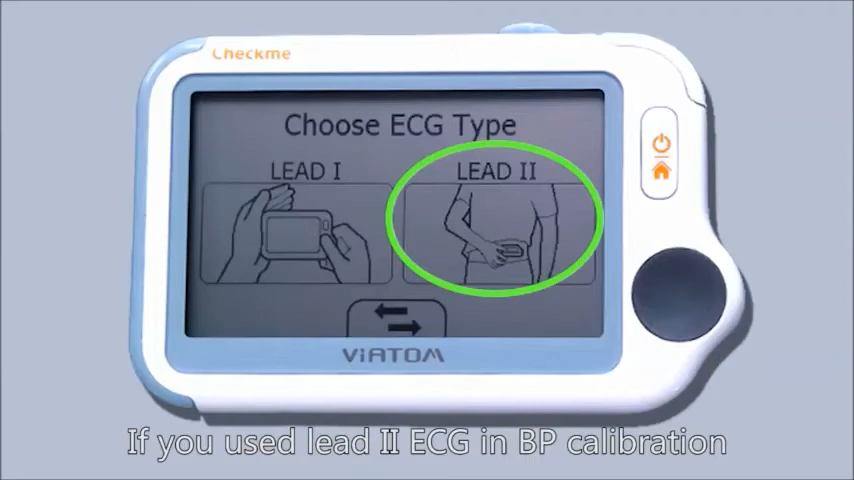 Checkme
Choose ECG Type
LEAD I
LEAD II
VIATOM
If you used lead II ECG in BP calibration